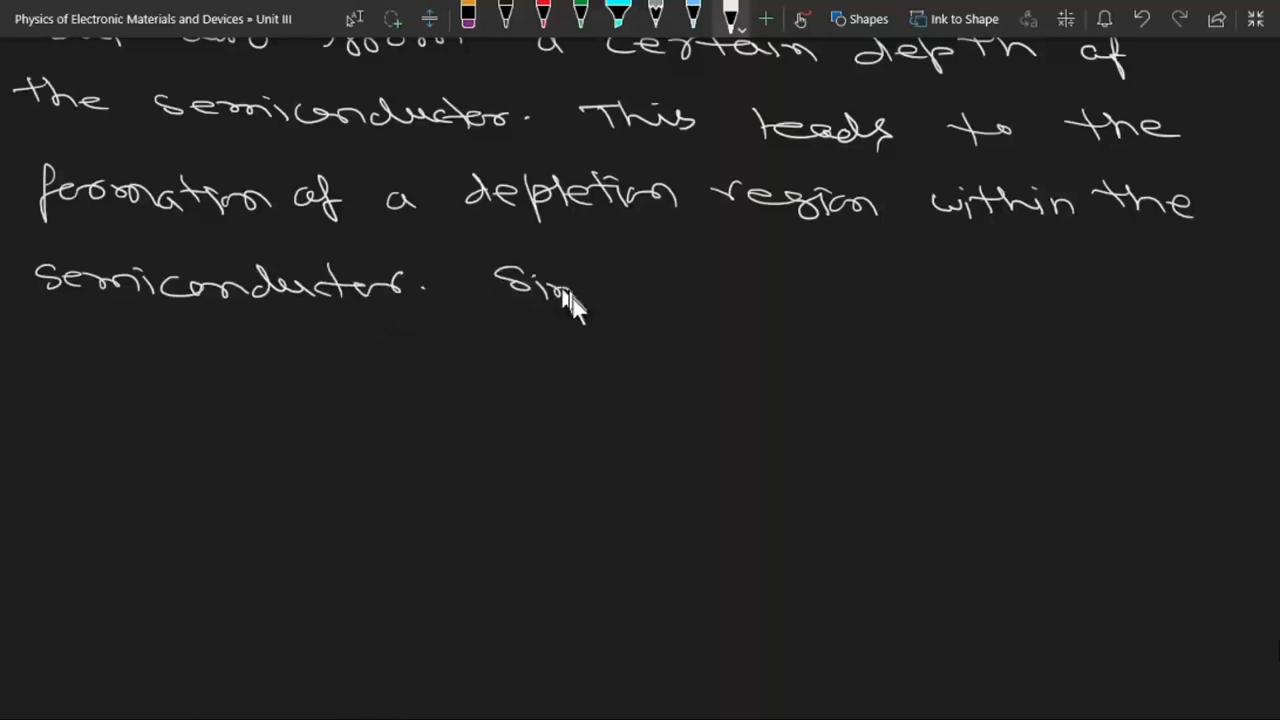 Physics of Electronic Materials and Devices » Unit III
Shapes
Ink to Shape
a certain depth of
the semiconductor. This leads to the
formation of a depletion region within the
semiconductor. Sin